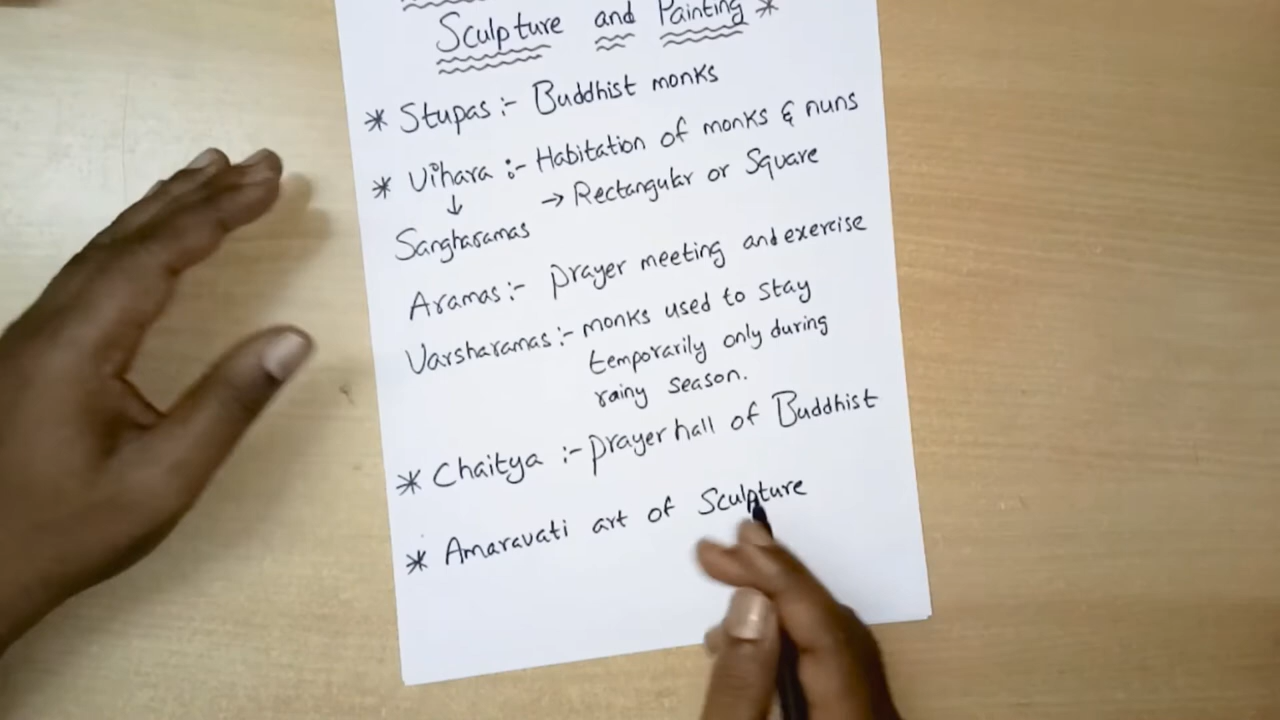 Sculpture and Painting *
* Stupas :- Buddhist monks
* Vihara :- Habitation of monks & nuns
↓ → Rectangular or Square
Sangharamas
Aramas :- prayer meeting and exercise
Varsharamas :- monks used to stay
temporarily only during
rainy season.
* Chaitya :- prayer hall of Buddhist
* Amaravati art of Sculpture